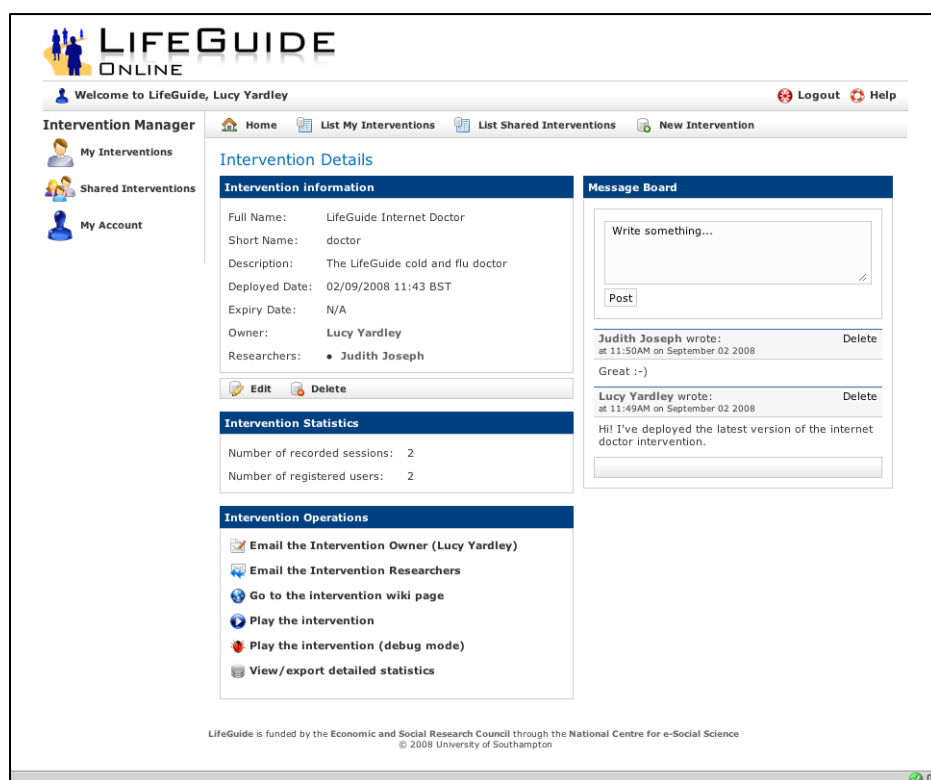 LIFEGUIDE
ONLINE
Welcome to LifeGuide, Lucy Yardley
Logout Help
Intervention Manager
My Interventions
Shared Interventions
My Account
Home List My Interventions List Shared Interventions New Intervention
Intervention Details
Intervention information
Full Name: LifeGuide Internet Doctor
Short Name: doctor
Description: The LifeGuide cold and flu doctor
Deployed Date: 02/09/2008 11:43 BST
Expiry Date: N/A
Owner: Lucy Yardley
Researchers: • Judith Joseph
Edit Delete
Intervention Statistics
Number of recorded sessions: 2
Number of registered users: 2
Intervention Operations
Email the Intervention Owner (Lucy Yardley)
Email the Intervention Researchers
Go to the intervention wiki page
Play the intervention
Play the intervention (debug mode)
View/export detailed statistics
Message Board
Write something...
Post
Judith Joseph wrote: Delete
at 11:50AM on September 02 2008
Great :-)
Lucy Yardley wrote: Delete
at 11:49AM on September 02 2008
Hi! I've deployed the latest version of the internet
doctor intervention.
LifeGuide is funded by the Economic and Social Research Council through the National Centre for e-Social Science
© 2008 University of Southampton